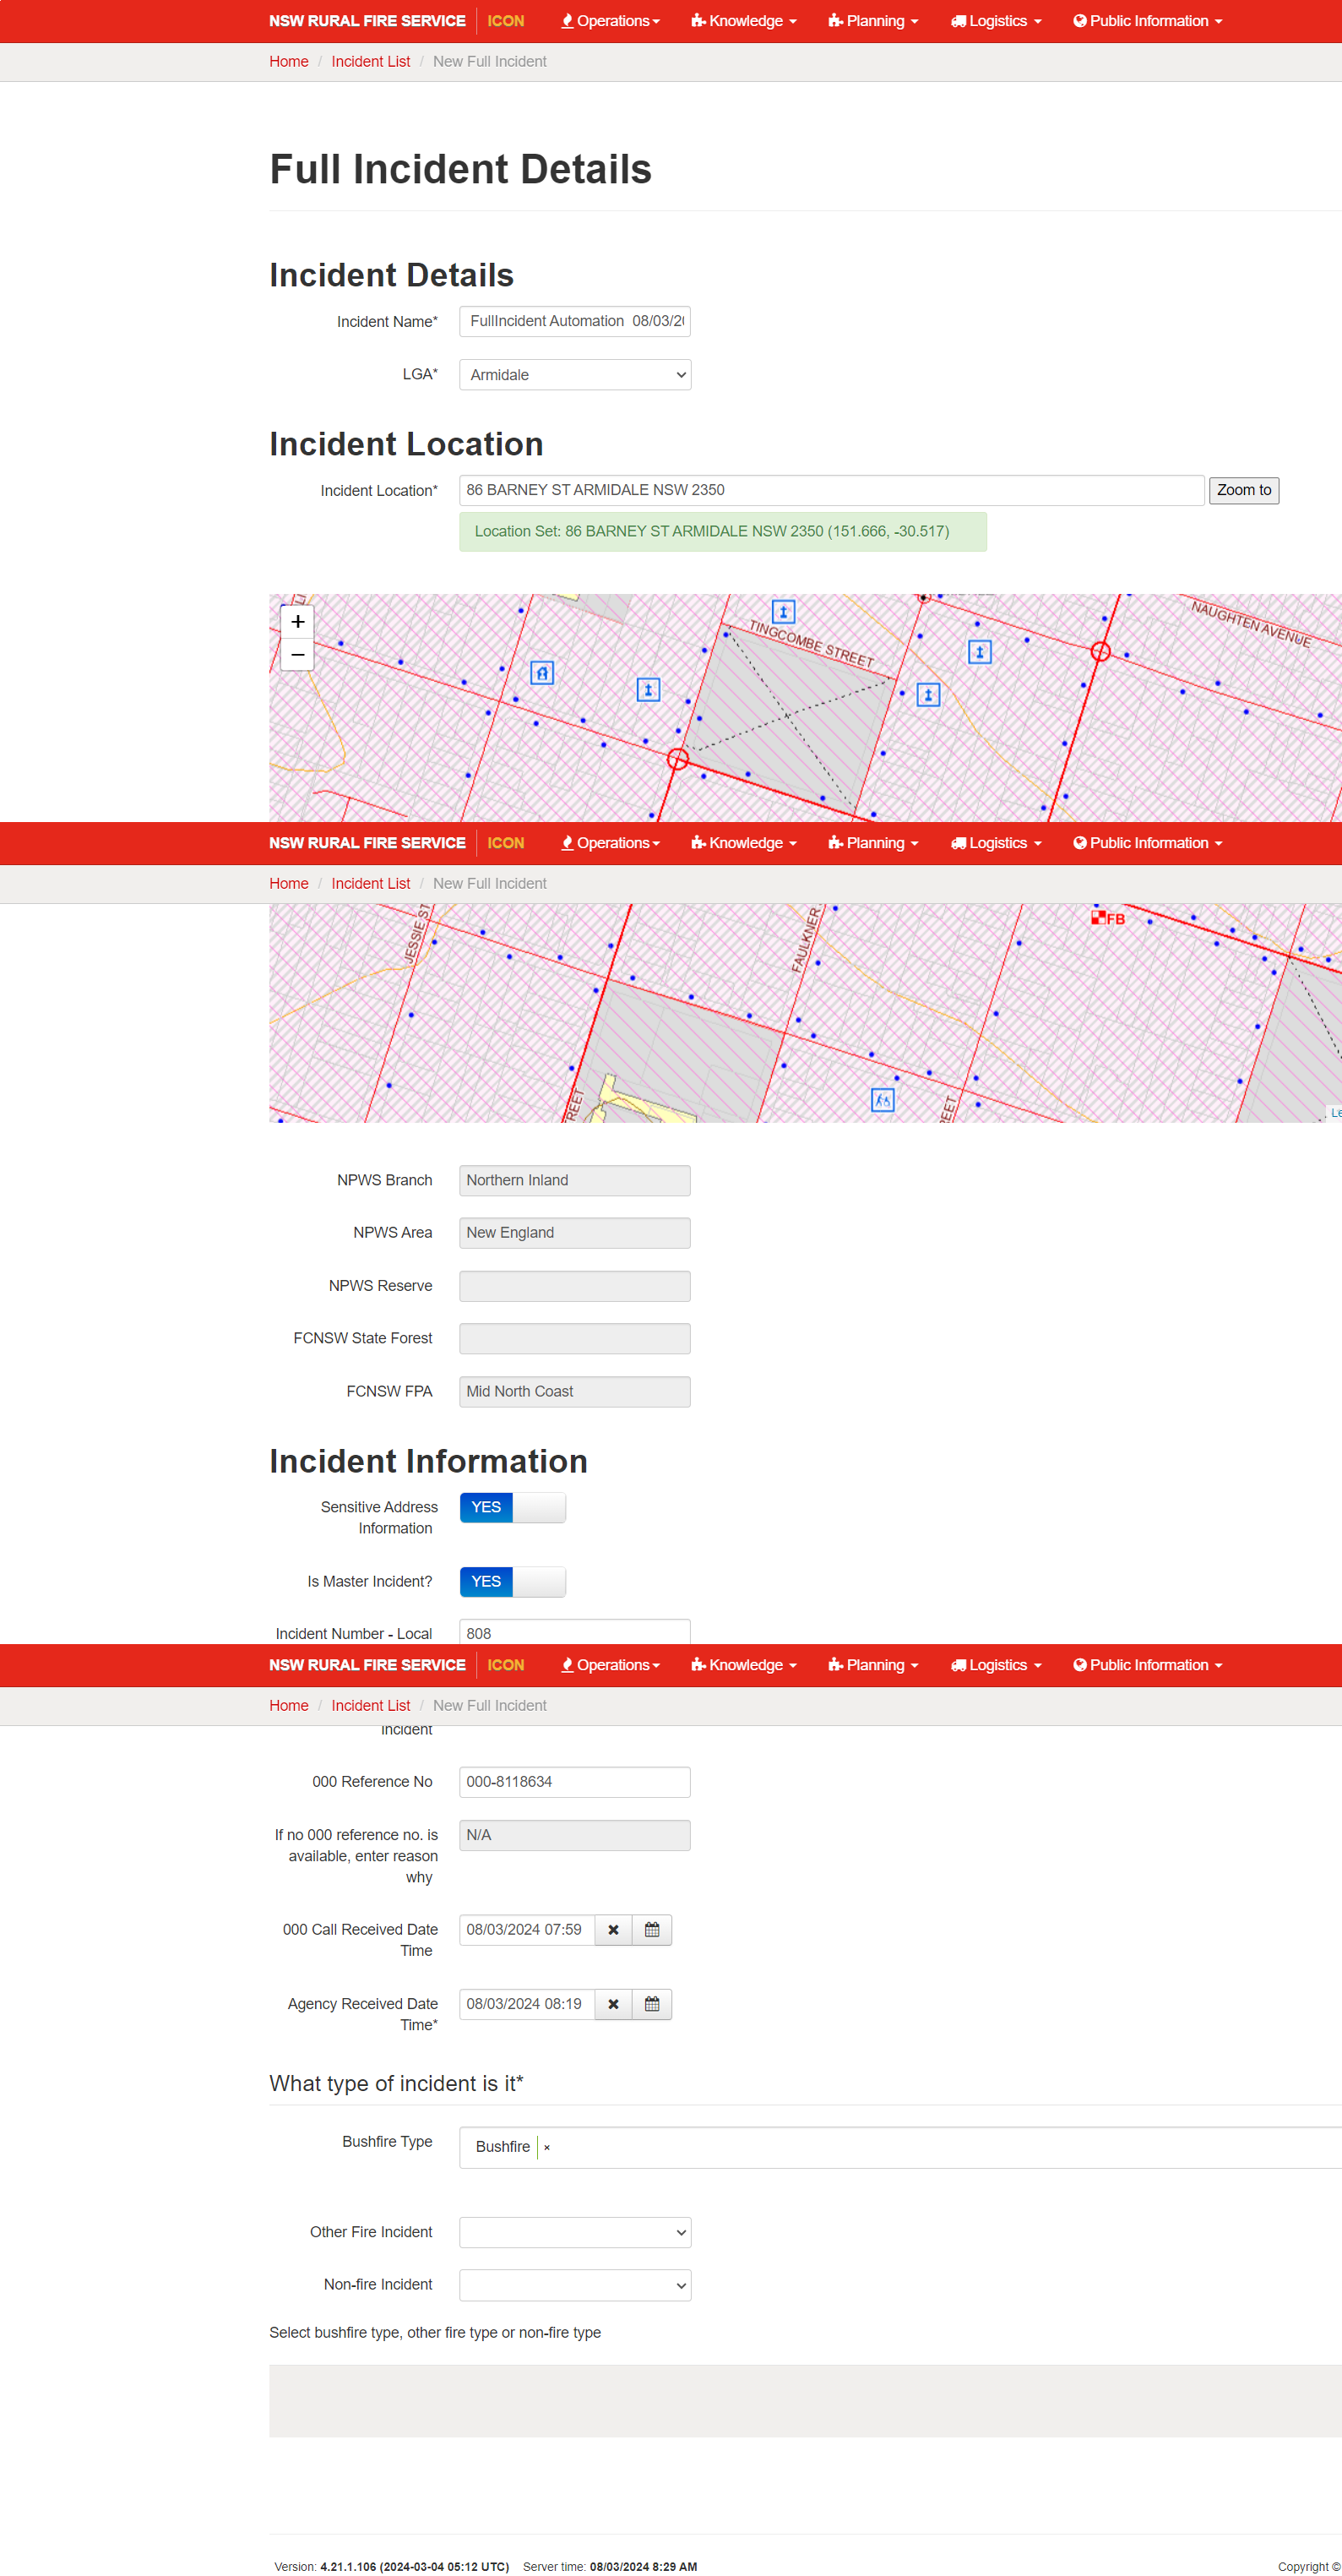 NSW RURAL FIRE SERVICE ICON Operations Knowledge Planning Logistics Public Information
Home / Incident List / New Full Incident
Full Incident Details
Incident Details
Incident Name* FullIncident Automation 08/03/20
LGA* Armidale
Incident Location
Incident Location* 86 BARNEY ST ARMIDALE NSW 2350 Zoom to
Location Set: 86 BARNEY ST ARMIDALE NSW 2350 (151.666, -30.517)
+
−
TINGCOMBE STREET
NAUGHTEN AVENUE
NSW RURAL FIRE SERVICE ICON Operations Knowledge Planning Logistics Public Information
Home / Incident List / New Full Incident
JESSIE ST
FAULKNER
FB
REET
REET
Le
NPWS Branch Northern Inland
NPWS Area New England
NPWS Reserve
FCNSW State Forest
FCNSW FPA Mid North Coast
Incident Information
Sensitive Address YES
Information
Is Master Incident? YES
Incident Number - Local 808
NSW RURAL FIRE SERVICE ICON Operations Knowledge Planning Logistics Public Information
Home / Incident List / New Full Incident
Incident
000 Reference No 000-8118634
If no 000 reference no. is N/A
available, enter reason
why
000 Call Received Date 08/03/2024 07:59
Time
Agency Received Date 08/03/2024 08:19
Time*
What type of incident is it*
Bushfire Type Bushfire ×
Other Fire Incident
Non-fire Incident
Select bushfire type, other fire type or non-fire type
Version: 4.21.1.106 (2024-03-04 05:12 UTC) Server time: 08/03/2024 8:29 AM Copyright ©